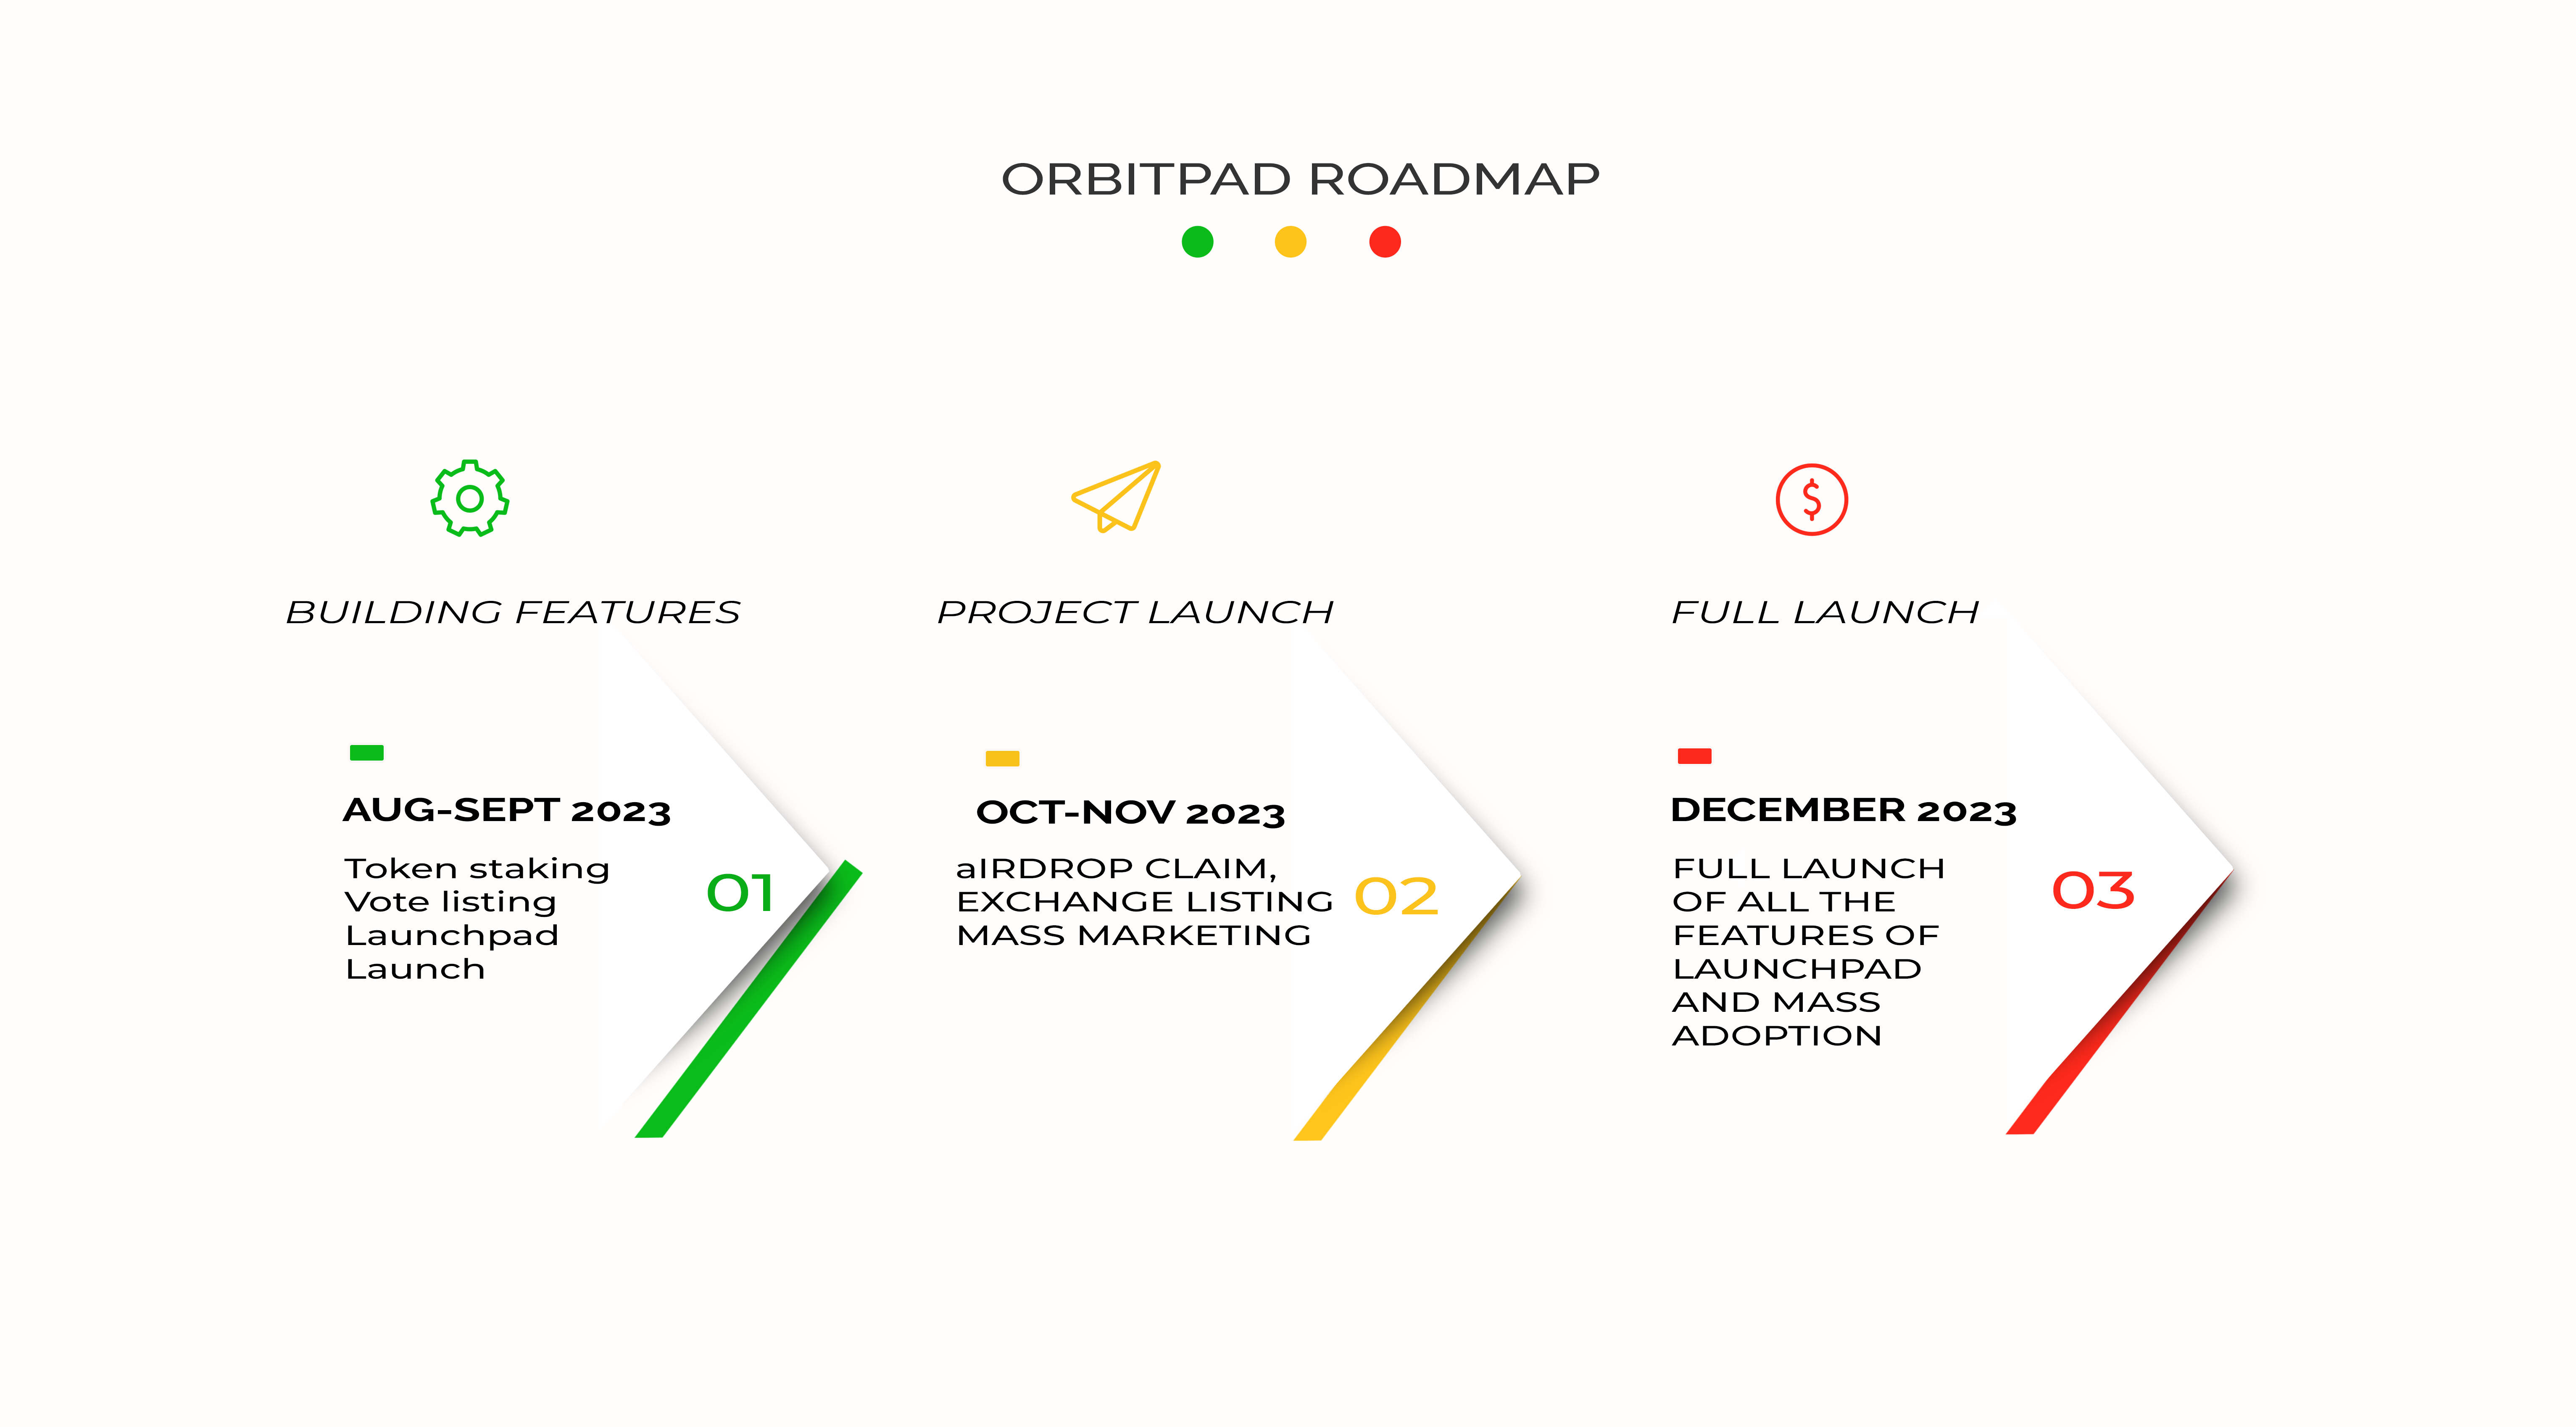 ORBITPAD ROADMAP
BUILDING FEATURES
AUG-SEPT 2023
Token staking
Vote listing
Launchpad
Launch
01
PROJECT LAUNCH
OCT-NOV 2023
aIRDROP CLAIM,
EXCHANGE LISTING
MASS MARKETING
02
$
FULL LAUNCH
DECEMBER 2023
FULL LAUNCH
OF ALL THE
FEATURES OF
LAUNCHPAD
AND MASS
ADOPTION
03